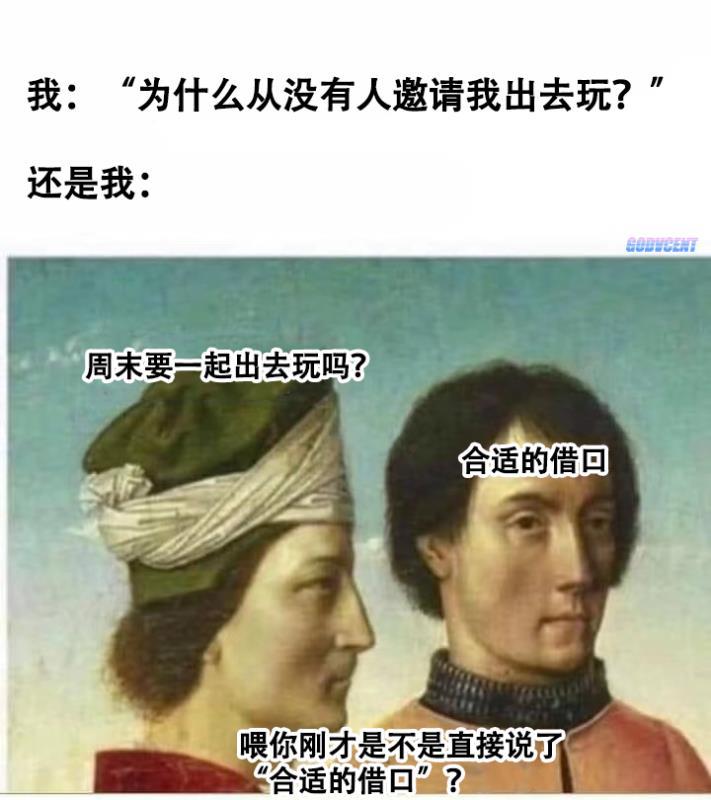 我：“为什么从没有人邀请我出去玩？”
还是我：
GODVCENT
周末要一起出去玩吗？
合适的借口
喂你刚才是不是直接说了
“合适的借口”？